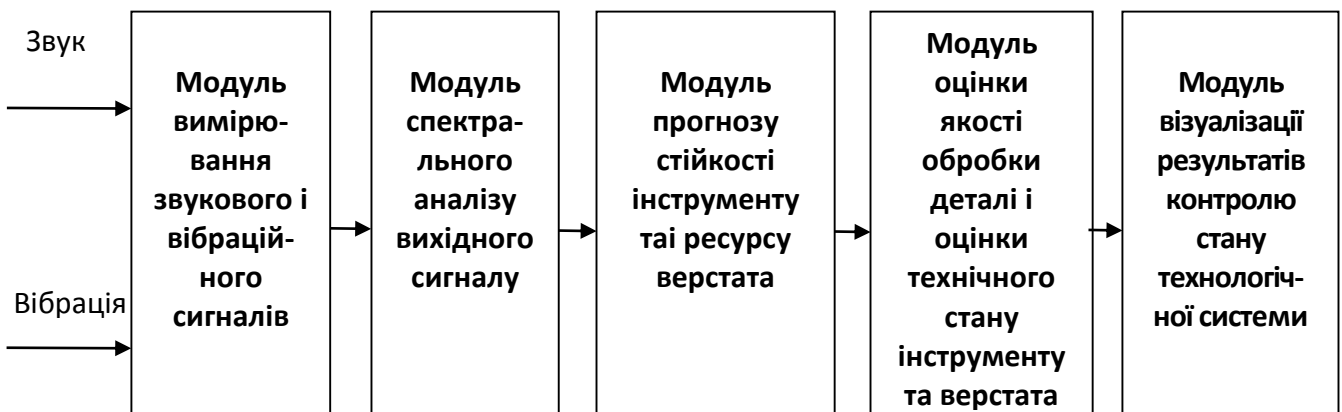 Звук
Вібрація
Модуль
вимірю-
вання
звукового і
вібрацій-
ного
сигналів
Модуль
спектра-
льного
аналізу
вихідного
сигналу
Модуль
прогнозу
стійкості
інструменту
таі ресурсу
верстата
Модуль
оцінки
якості
обробки
деталі і
оцінки
технічного
стану
інструменту
та верстата
Модуль
візуалізації
результатів
контролю
стану
технологіч-
ної системи